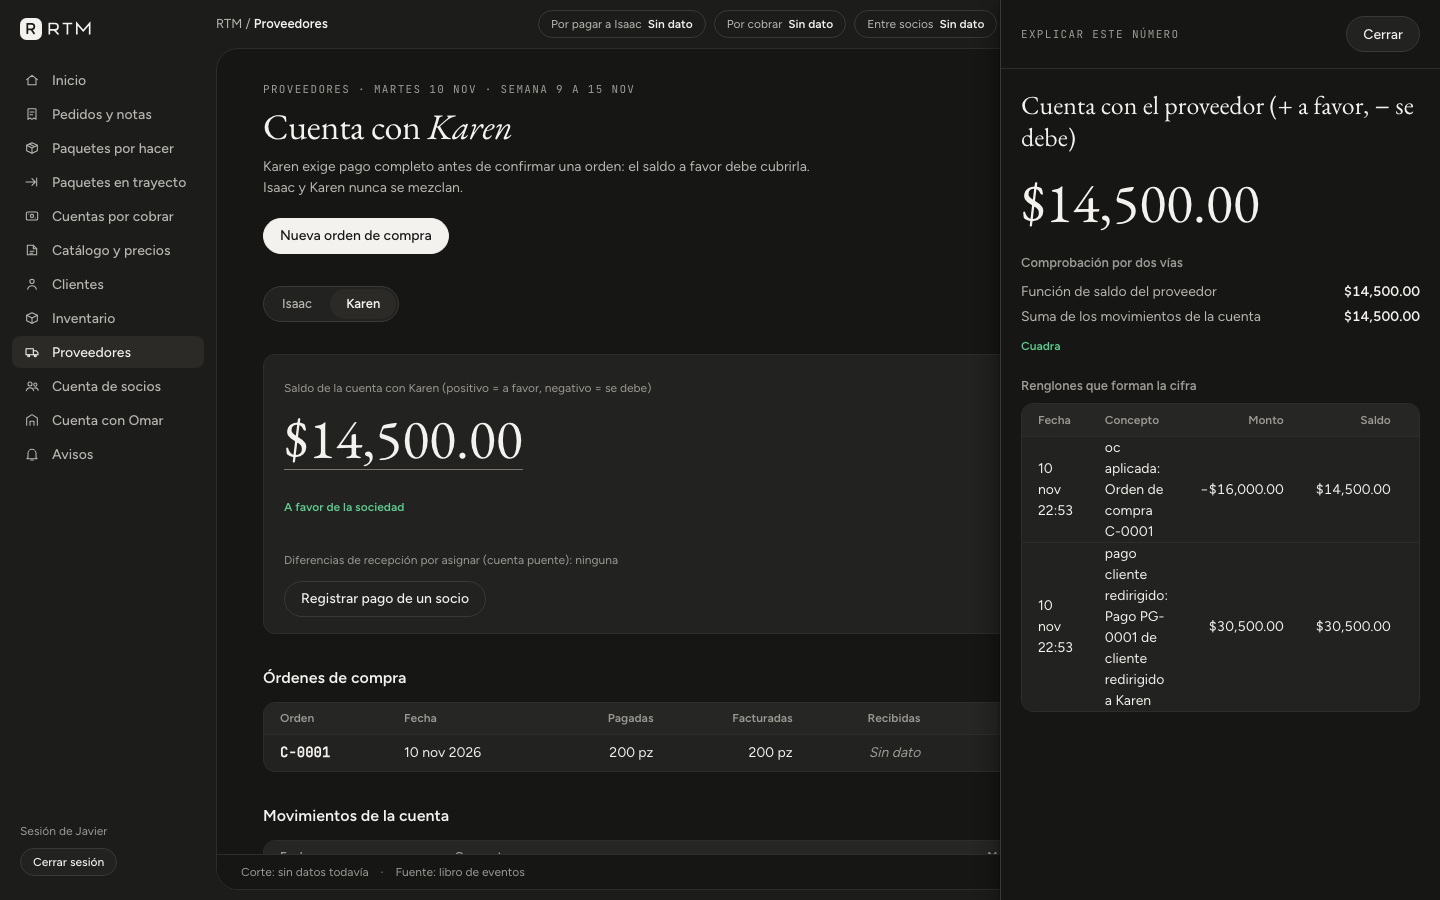 R RTM
Inicio
Pedidos y notas
Paquetes por hacer
Paquetes en trayecto
Cuentas por cobrar
Catálogo y precios
Clientes
Inventario
Proveedores
Cuenta de socios
Cuenta con Omar
Avisos
Sesión de Javier
Cerrar sesión
RTM / Proveedores
Por pagar a Isaac Sin dato
Por cobrar Sin dato
Entre socios Sin dato
PROVEEDORES · MARTES 10 NOV · SEMANA 9 A 15 NOV
Cuenta con Karen
Karen exige pago completo antes de confirmar una orden: el saldo a favor debe cubrirla.
Isaac y Karen nunca se mezclan.
Nueva orden de compra
Isaac Karen
Saldo de la cuenta con Karen (positivo = a favor, negativo = se debe)
$14,500.00
A favor de la sociedad
Diferencias de recepción por asignar (cuenta puente): ninguna
Registrar pago de un socio
Órdenes de compra
Orden Fecha Pagadas Facturadas Recibidas
C-0001 10 nov 2026 200 pz 200 pz Sin dato
Movimientos de la cuenta
Corte: sin datos todavía · Fuente: libro de eventos
EXPLICAR ESTE NÚMERO
Cerrar
Cuenta con el proveedor (+ a favor, − se
debe)
$14,500.00
Comprobación por dos vías
Función de saldo del proveedor $14,500.00
Suma de los movimientos de la cuenta $14,500.00
Cuadra
Renglones que forman la cifra
Fecha Concepto Monto Saldo
10
nov
22:53
oc
aplicada:
Orden de
compra
C-0001
−$16,000.00
$14,500.00
10
nov
22:53
pago
cliente
redirigido:
Pago PG-
0001 de
cliente
redirigido
a Karen
$30,500.00
$30,500.00